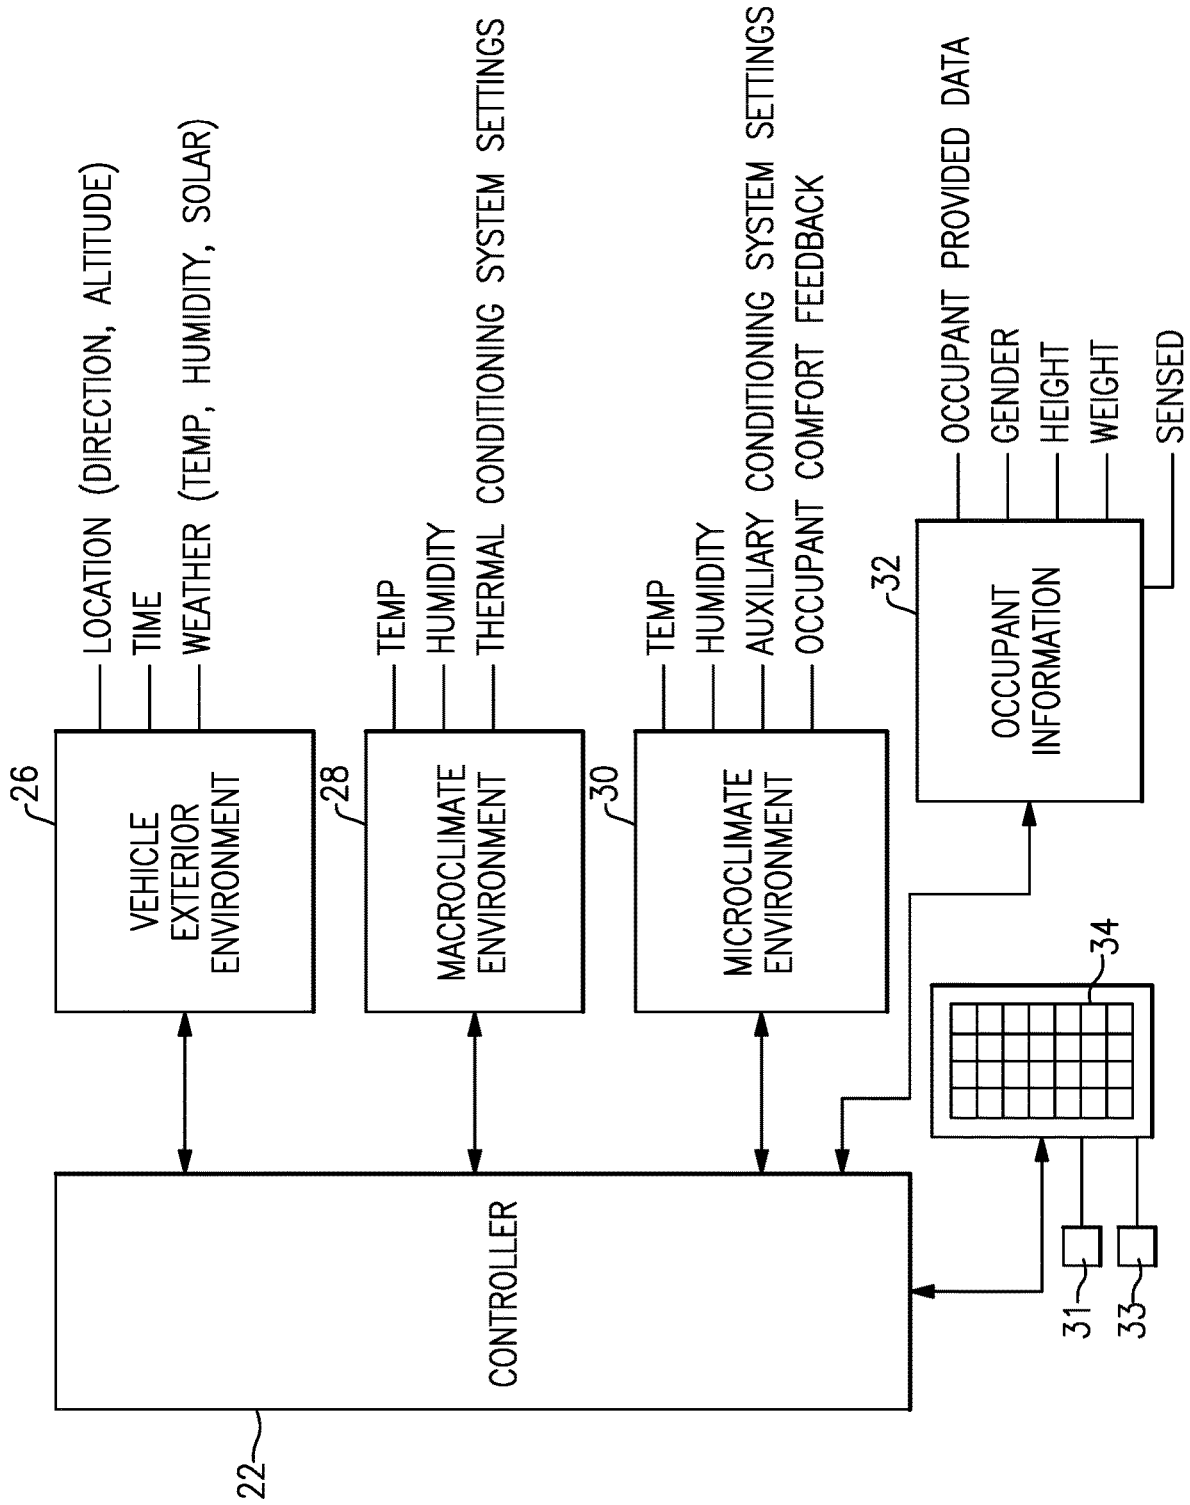 22
CONTROLLER
26
VEHICLE
EXTERIOR
ENVIRONMENT
LOCATION (DIRECTION, ALTITUDE)
TIME
WEATHER (TEMP, HUMIDITY, SOLAR)
28
MACROCLIMATE
ENVIRONMENT
TEMP
HUMIDITY
THERMAL CONDITIONING SYSTEM SETTINGS
30
MICROCLIMATE
ENVIRONMENT
TEMP
HUMIDITY
AUXILIARY CONDITIONING SYSTEM SETTINGS
OCCUPANT COMFORT FEEDBACK
32
OCCUPANT
INFORMATION
OCCUPANT PROVIDED DATA
GENDER
HEIGHT
WEIGHT
SENSED
34
31
33